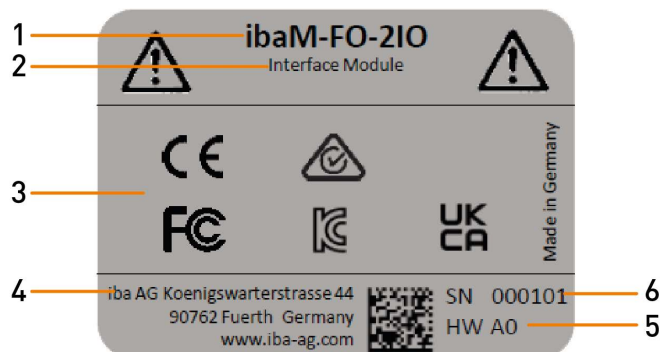 1
ibaM-FO-2IO
2
Interface Module
3
CE
FC
KC
UK
CA
Made in Germany
4
iba AG Koenigswarterstrasse 44
90762 Fuerth Germany
www.iba-ag.com
SN 000101
6
HW A0
5